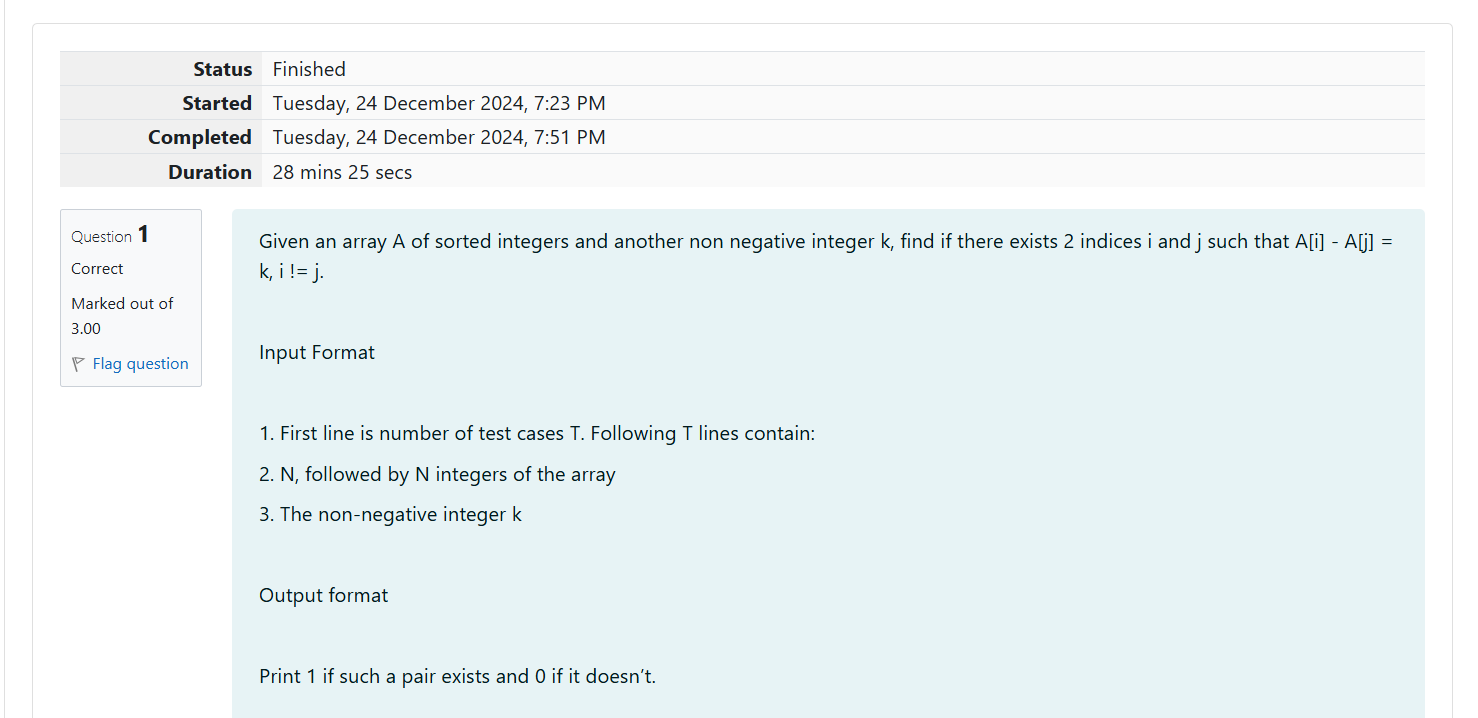 Status Finished
Started Tuesday, 24 December 2024, 7:23 PM
Completed Tuesday, 24 December 2024, 7:51 PM
Duration 28 mins 25 secs
Question 1
Correct
Marked out of
3.00
Flag question
Given an array A of sorted integers and another non negative integer k, find if there exists 2 indices i and j such that A[i] - A[j] =
k, i != j.
Input Format
1. First line is number of test cases T. Following T lines contain:
2. N, followed by N integers of the array
3. The non-negative integer k
Output format
Print 1 if such a pair exists and 0 if it doesn’t.